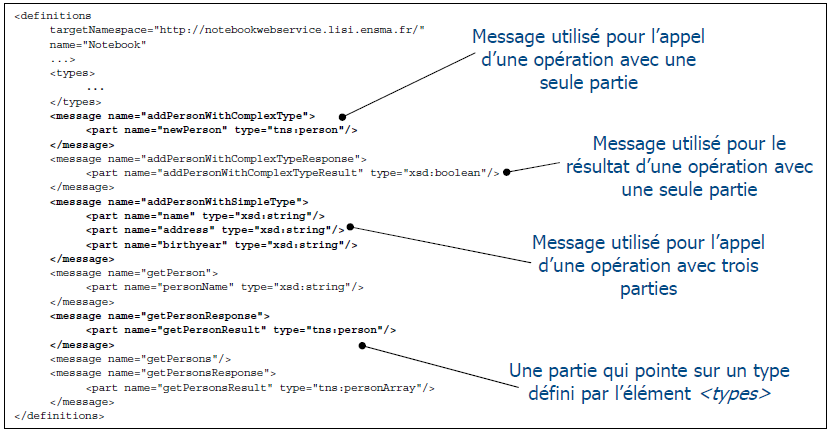 <definitions
targetNamespace="http://notebookwebservice.lisi.ensma.fr/"
name="Notebook"
...>
<types>
...
</types>
<message name="addPersonWithComplexType">
<part name="newPerson" type="tns:person"/>
</message>
<message name="addPersonWithComplexTypeResponse">
<part name="addPersonWithComplexTypeResult" type="xsd:boolean"/>
</message>
<message name="addPersonWithSimpleType">
<part name="name" type="xsd:string"/>
<part name="address" type="xsd:string"/>
<part name="birthyear" type="xsd:string"/>
</message>
<message name="getPerson">
<part name="personName" type="xsd:string"/>
</message>
<message name="getPersonResponse">
<part name="getPersonResult" type="tns:person"/>
</message>
<message name="getPersons"/>
<message name="getPersonsResponse">
<part name="getPersonsResult" type="tns:personArray"/>
</message>
</definitions>
Message utilisé pour l’appel
d’une opération avec une
seule partie
Message utilisé pour le
résultat d’une opération avec
une seule partie
Message utilisé pour l’appel
d’une opération avec trois
parties
Une partie qui pointe sur un type
défini par l’élément <types>